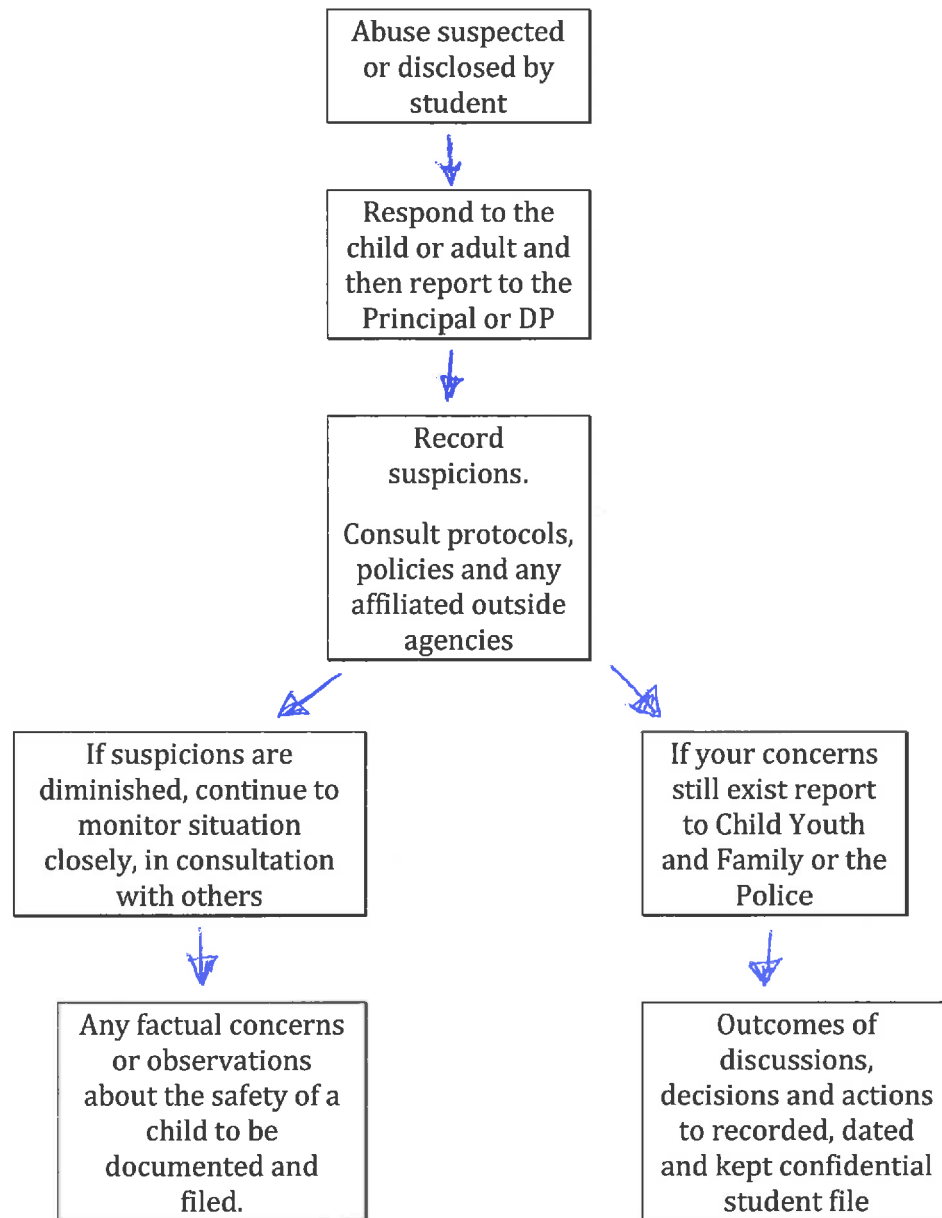 Abuse suspected
or disclosed by
student
Respond to the
child or adult and
then report to the
Principal or DP
Record
suspicions.
Consult protocols,
policies and any
affiliated outside
agencies
If suspicions are
diminished, continue to
monitor situation
closely, in consultation
with others
If your concerns
still exist report
to Child Youth
and Family or the
Police
Any factual concerns
or observations
about the safety of a
child to be
documented and
filed.
Outcomes of
discussions,
decisions and actions
to recorded, dated
and kept confidential
student file